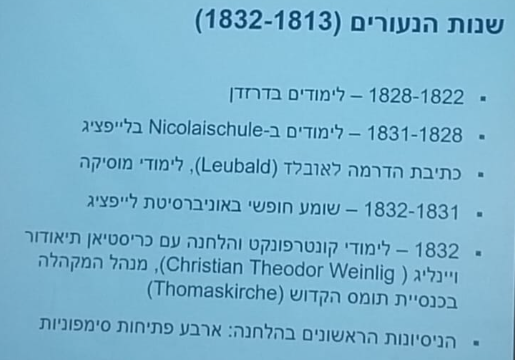 שנות הנעורים (1832-1813)
▪ 1828-1822 – לימודים בדרזדן
▪ 1831-1828 – לימודים ב-Nicolaischule בלייפציג
▪ כתיבת הדרמה לאובלד (Leubald), לימודי מוסיקה
▪ 1832-1831 – שומע חופשי באוניברסיטת לייפציג
▪ 1832 – לימודי קונטרפונקט והלחנה עם כריסטיאן תיאודור
ויינליג ( Christian Theodor Weinlig), מנהל המקהלה
בכנסיית תומס הקדוש (Thomaskirche)
▪ הניסיונות הראשונים בהלחנה: ארבע פתיחות סימפוניות